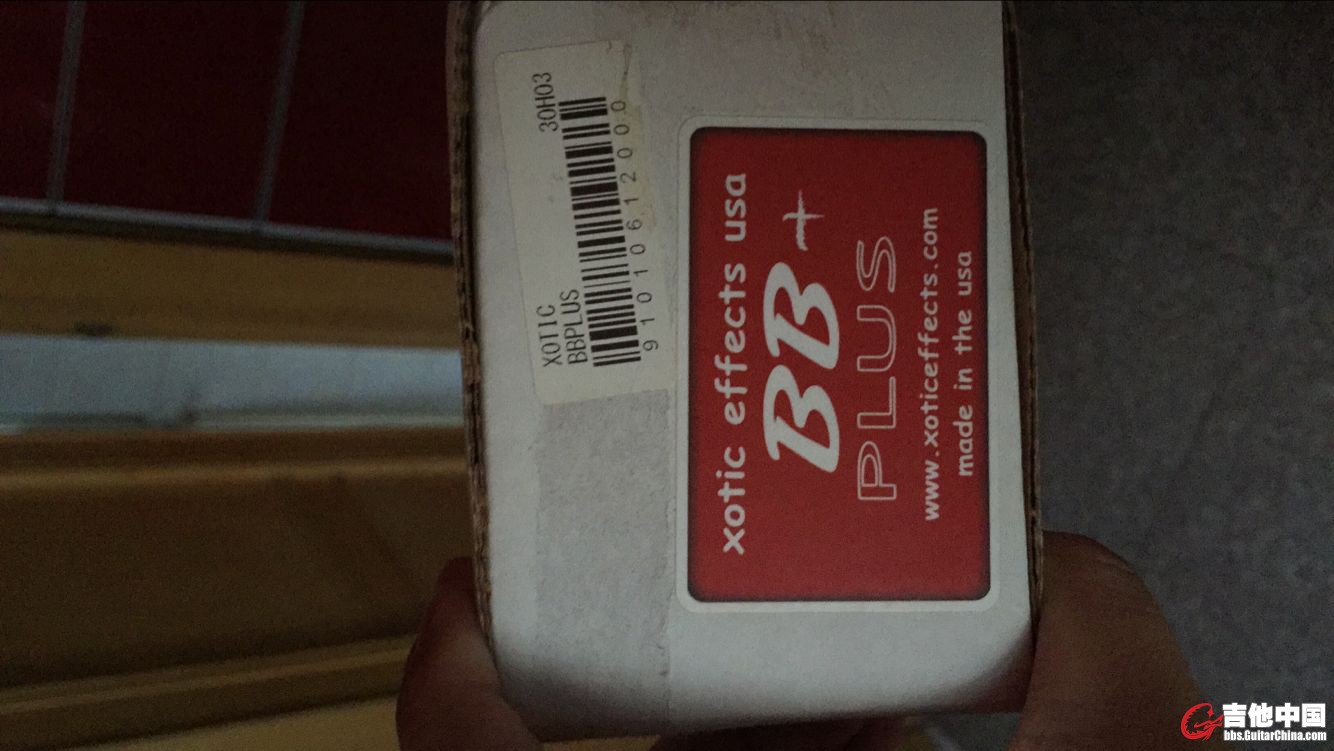 XOTIC 30H03
BBPLUS
91010612000
xotic effects usa
BB+
PLUS
www.xoticeffects.com
made in the usa
吉他中国
bbs.GuitarChina.com